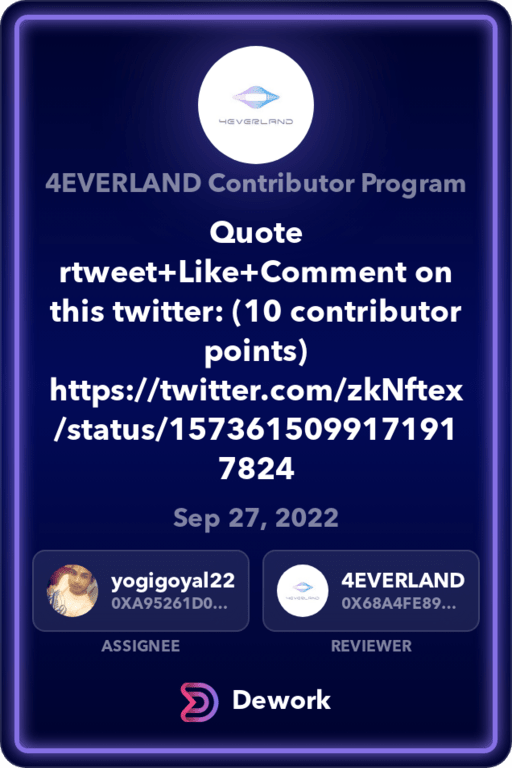 4EVERLAND
4EVERLAND Contributor Program
Quote
rtweet+Like+Comment on
this twitter: (10 contributor
points)
https://twitter.com/zkNftex
/status/157361509917191
7824
Sep 27, 2022
yogigoyal22
0XA95261D0...
ASSIGNEE
4EVERLAND
4EVERLAND
0X68A4FE89...
REVIEWER
Dework